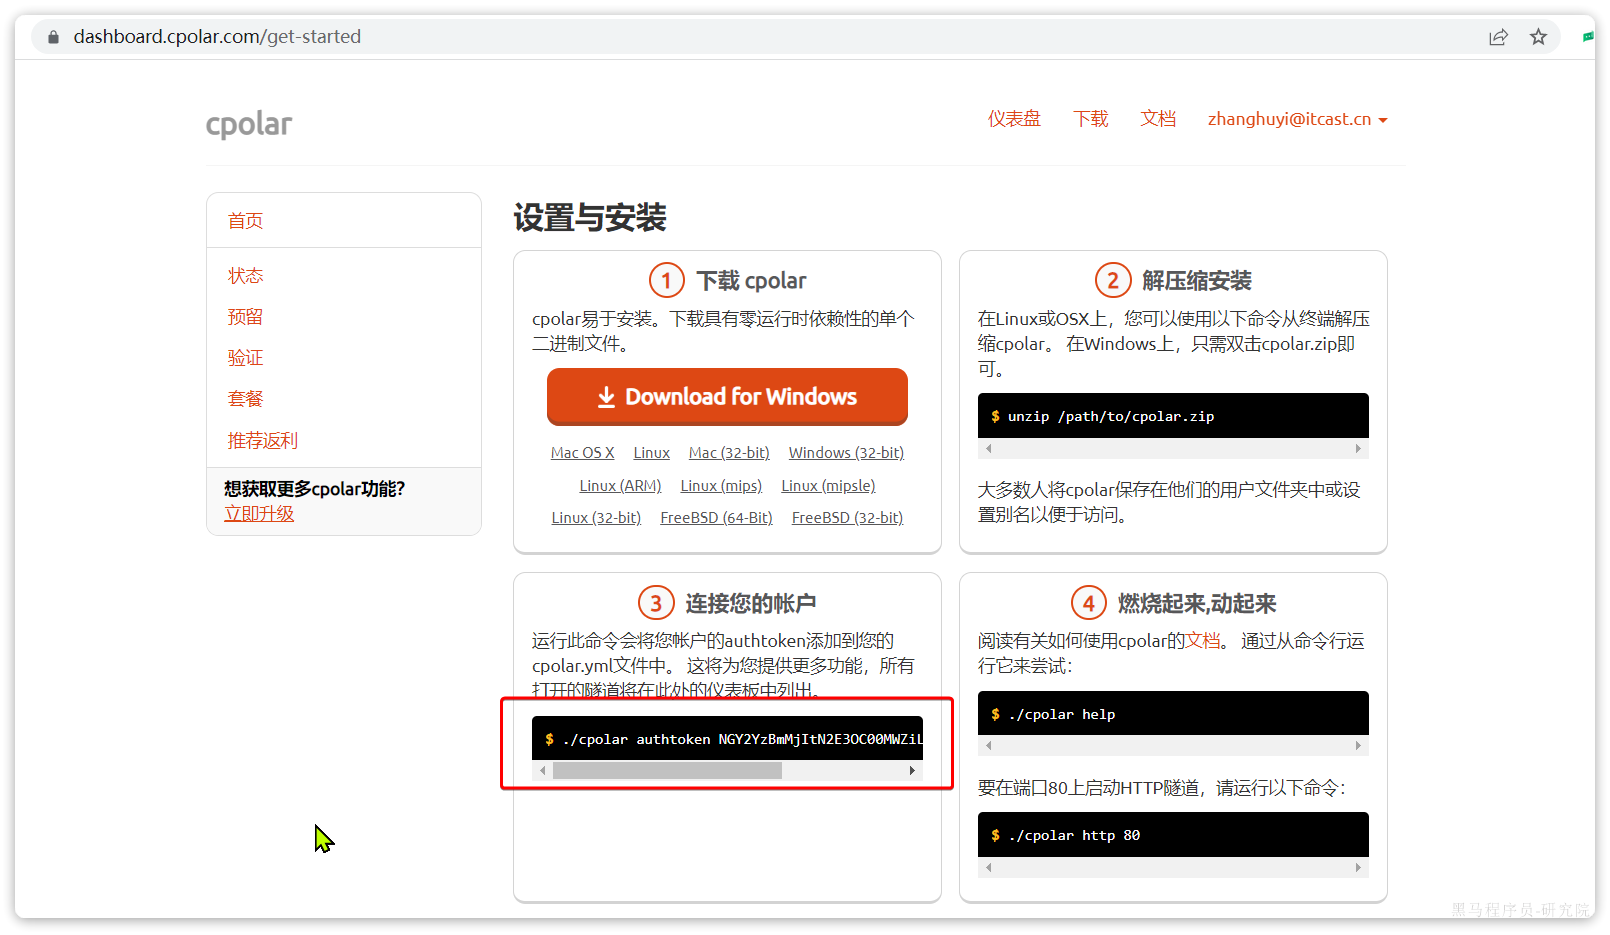 dashboard.cpolar.com/get-started
cpolar
仪表盘
下载
文档
zhanghuyi@itcast.cn
首页
状态
预留
验证
套餐
推荐返利
想获取更多cpolar功能?
立即升级
设置与安装
1 下载 cpolar
cpolar易于安装。下载具有零运行时依赖性的单个
二进制文件。
Download for Windows
Mac OS X Linux Mac (32-bit) Windows (32-bit)
Linux (ARM) Linux (mips) Linux (mipsle)
Linux (32-bit) FreeBSD (64-Bit) FreeBSD (32-bit)
2 解压缩安装
在Linux或OSX上，您可以使用以下命令从终端解压
缩cpolar。 在Windows上，只需双击cpolar.zip即
可。
$ unzip /path/to/cpolar.zip
大多数人将cpolar保存在他们的用户文件夹中或设
置别名以便于访问。
3 连接您的帐户
运行此命令会将您帐户的authtoken添加到您的
cpolar.yml文件中。 这将为您提供更多功能，所有
打开的隧道将在此处的仪表板中列出。
$ ./cpolar authtoken NGY2YzBmMjItN2E3OC00MWZiL
4 燃烧起来,动起来
阅读有关如何使用cpolar的文档。 通过从命令行运
行它来尝试：
$ ./cpolar help
要在端口80上启动HTTP隧道，请运行以下命令：
$ ./cpolar http 80
黑马程序员-研究院